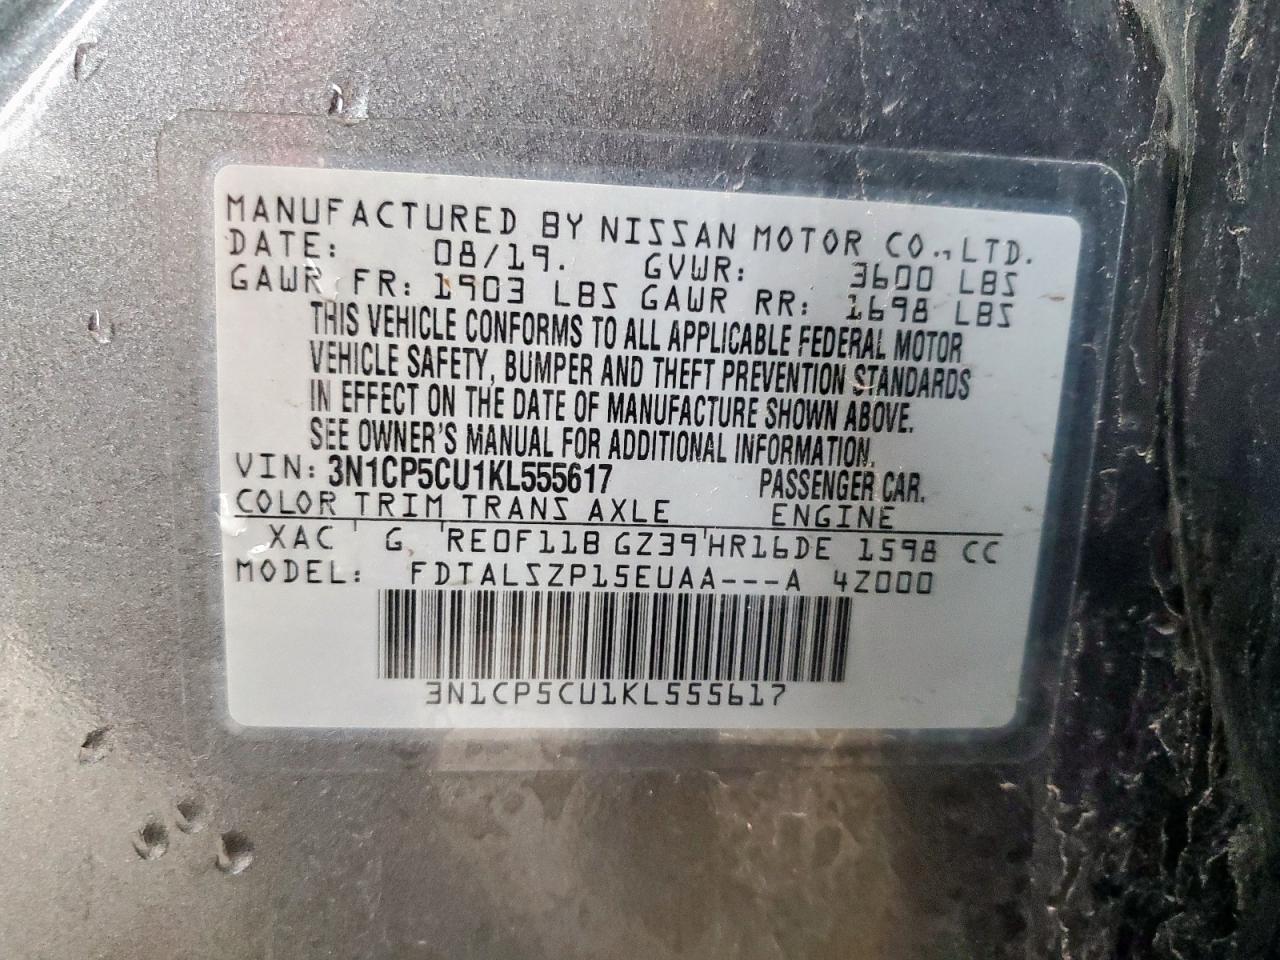 MANUFACTURED BY NISSAN MOTOR CO., LTD.
DATE: 08/19. GVWR: 3600 LBS
GAWR FR: 1903 LBS GAWR RR: 1698 LBS
THIS VEHICLE CONFORMS TO ALL APPLICABLE FEDERAL MOTOR
VEHICLE SAFETY, BUMPER AND THEFT PREVENTION STANDARDS
IN EFFECT ON THE DATE OF MANUFACTURE SHOWN ABOVE.
SEE OWNER'S MANUAL FOR ADDITIONAL INFORMATION.
VIN: 3N1CP5CU1KL555617 PASSENGER CAR.
COLOR TRIM TRANS AXLE ENGINE
XAC G RE0F11B GZ39 HR16DE 1598 CC
MODEL: FDTALSZP15EUAA---A 4Z000
3N1CP5CU1KL555617